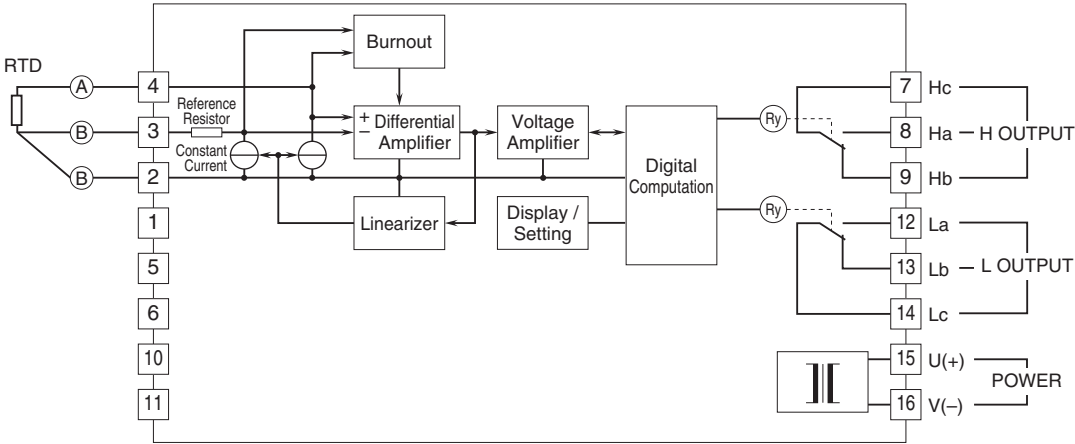 RTD
A
B
B
4
3
2
1
5
6
10
11
Reference
Resistor
Constant
Current
Burnout
+
−
Differential
Amplifier
Linearizer
Voltage
Amplifier
Display /
Setting
Digital
Computation
Ry
Ry
7 Hc
8 Ha
9 Hb
H OUTPUT
12 La
13 Lb
14 Lc
L OUTPUT
15 U(+)
16 V(–)
POWER